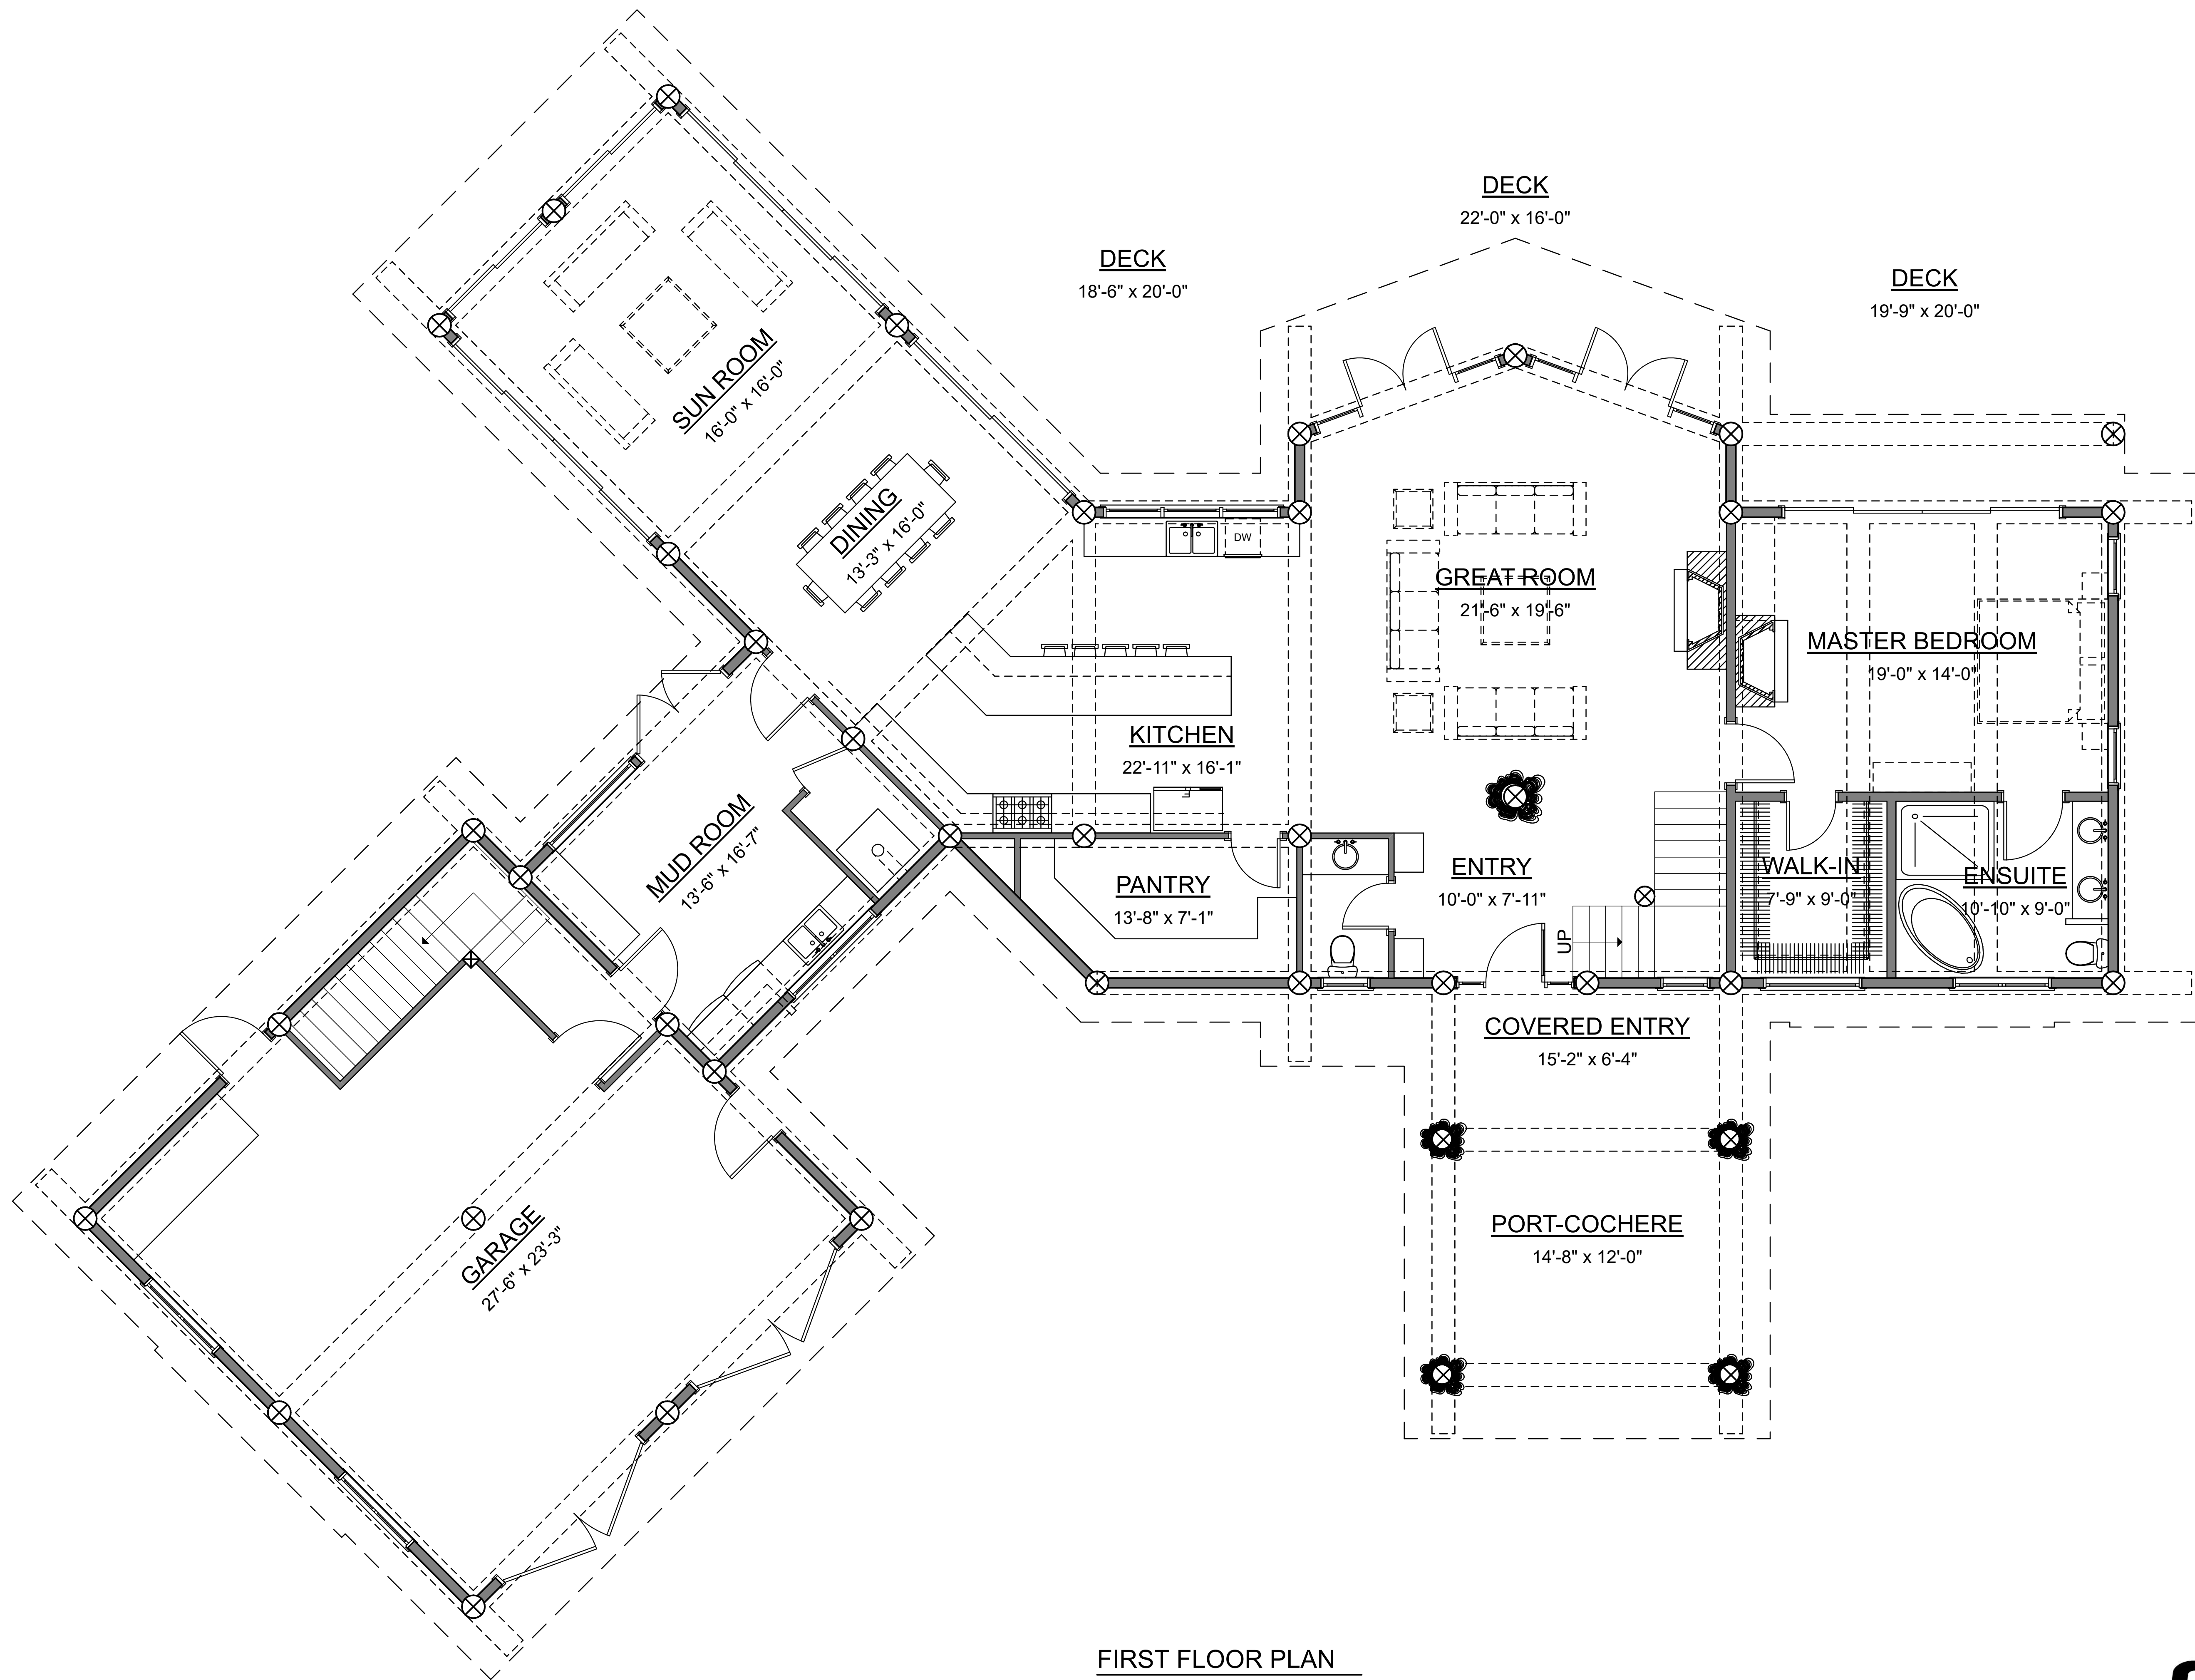 DECK
22'-0" x 16'-0"
DECK
18'-6" x 20'-0"
DECK
19'-9" x 20'-0"
SUN ROOM
16'-0" x 16'-0"
DINING
13'-3" x 16'-0"
DW
GREAT ROOM
21'-6" x 19'-6"
MASTER BEDROOM
19'-0" x 14'-0"
KITCHEN
22'-11" x 16'-1"
MUD ROOM
13'-6" x 16'-7"
PANTRY
13'-8" x 7'-1"
ENTRY
10'-0" x 7'-11"
UP
WALK-IN
7'-9" x 9'-0"
ENSUITE
10'-10" x 9'-0"
COVERED ENTRY
15'-2" x 6'-4"
PORT-COCHERE
14'-8" x 12'-0"
GARAGE
27'-6" x 23'-3"
FIRST FLOOR PLAN